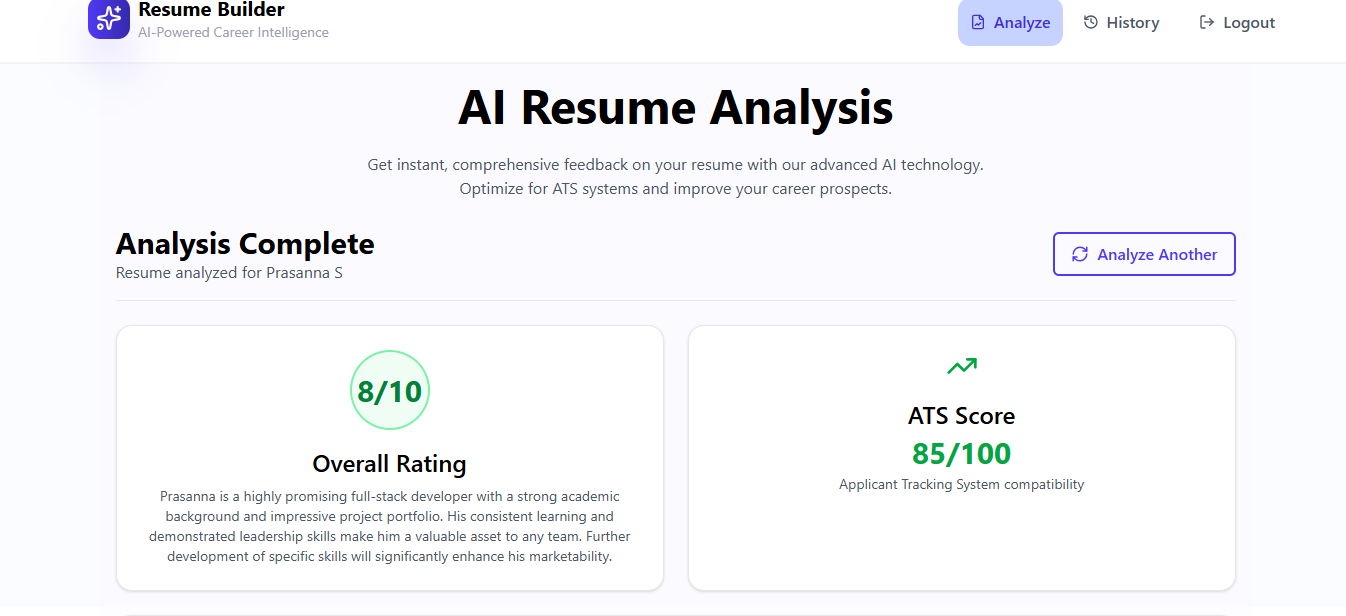 Resume Builder
AI-Powered Career Intelligence
Analyze
History
Logout
AI Resume Analysis
Get instant, comprehensive feedback on your resume with our advanced AI technology.
Optimize for ATS systems and improve your career prospects.
Analysis Complete
Resume analyzed for Prasanna S
Analyze Another
8/10
Overall Rating
Prasanna is a highly promising full-stack developer with a strong academic
background and impressive project portfolio. His consistent learning and
demonstrated leadership skills make him a valuable asset to any team. Further
development of specific skills will significantly enhance his marketability.
ATS Score
85/100
Applicant Tracking System compatibility